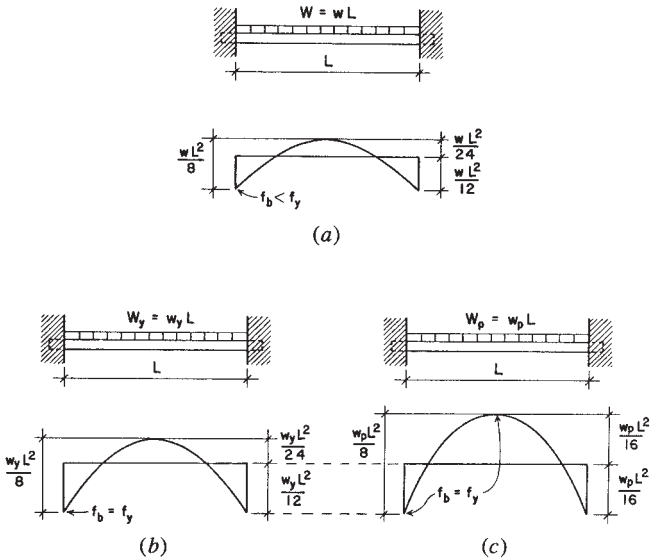 W = wL
L
wL²/8
wL²/24
wL²/12
f_b < f_y
(a)
W_y = w_y L
L
w_y L²/8
w_y L²/24
w_y L²/12
f_b = f_y
(b)
W_p = w_p L
L
w_p L²/8
w_p L²/16
w_p L²/16
f_b = f_y
(c)